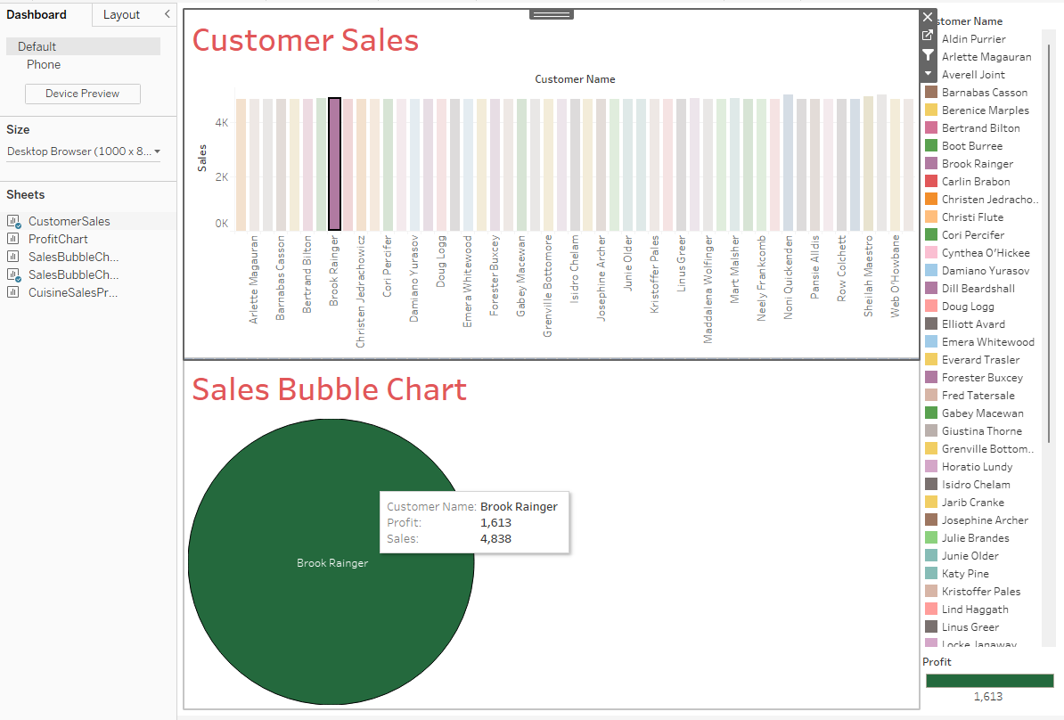 Dashboard
Layout
Default
Phone
Device Preview
Size
Desktop Browser (1000 x 8...
Sheets
CustomerSales
ProfitChart
SalesBubbleCh...
SalesBubbleCh...
CuisineSalesPr...
Customer Sales
Customer Name
Sales
4K
2K
0K
Arlette Magauran
Barnabas Casson
Bertrand Bilton
Brook Rainger
Christen Jedrachowicz
Cori Percifer
Damiano Yurasov
Doug Logg
Emera Whitewood
Forester Buxcey
Gabey Macewan
Grenville Bottomore
Isidro Chelam
Josephine Archer
Junie Older
Kristoffer Pales
Linus Greer
Maddalena Wolfinger
Mart Malsher
Neely Frankcomb
Noni Quickenden
Pansie Alldis
Row Colchett
Sheilah Maestro
Web O'Howbane
Sales Bubble Chart
Customer Name: Brook Rainger
Profit: 1,613
Sales: 4,838
Brook Rainger
stomer Name
Aldin Purrier
Arlette Magauran
Averell Joint
Barnabas Casson
Berenice Marples
Bertrand Bilton
Boot Burree
Brook Rainger
Carlin Brabon
Christen Jedracho..
Christi Flute
Cori Percifer
Cynthea O'Hickee
Damiano Yurasov
Dill Beardshall
Doug Logg
Elliott Avard
Emera Whitewood
Everard Trasler
Forester Buxcey
Fred Tatersale
Gabey Macewan
Giustina Thorne
Grenville Bottom..
Horatio Lundy
Isidro Chelam
Jarib Cranke
Josephine Archer
Julie Brandes
Junie Older
Katy Pine
Kristoffer Pales
Lind Haggath
Linus Greer
Locke Janaway
Profit
1,613